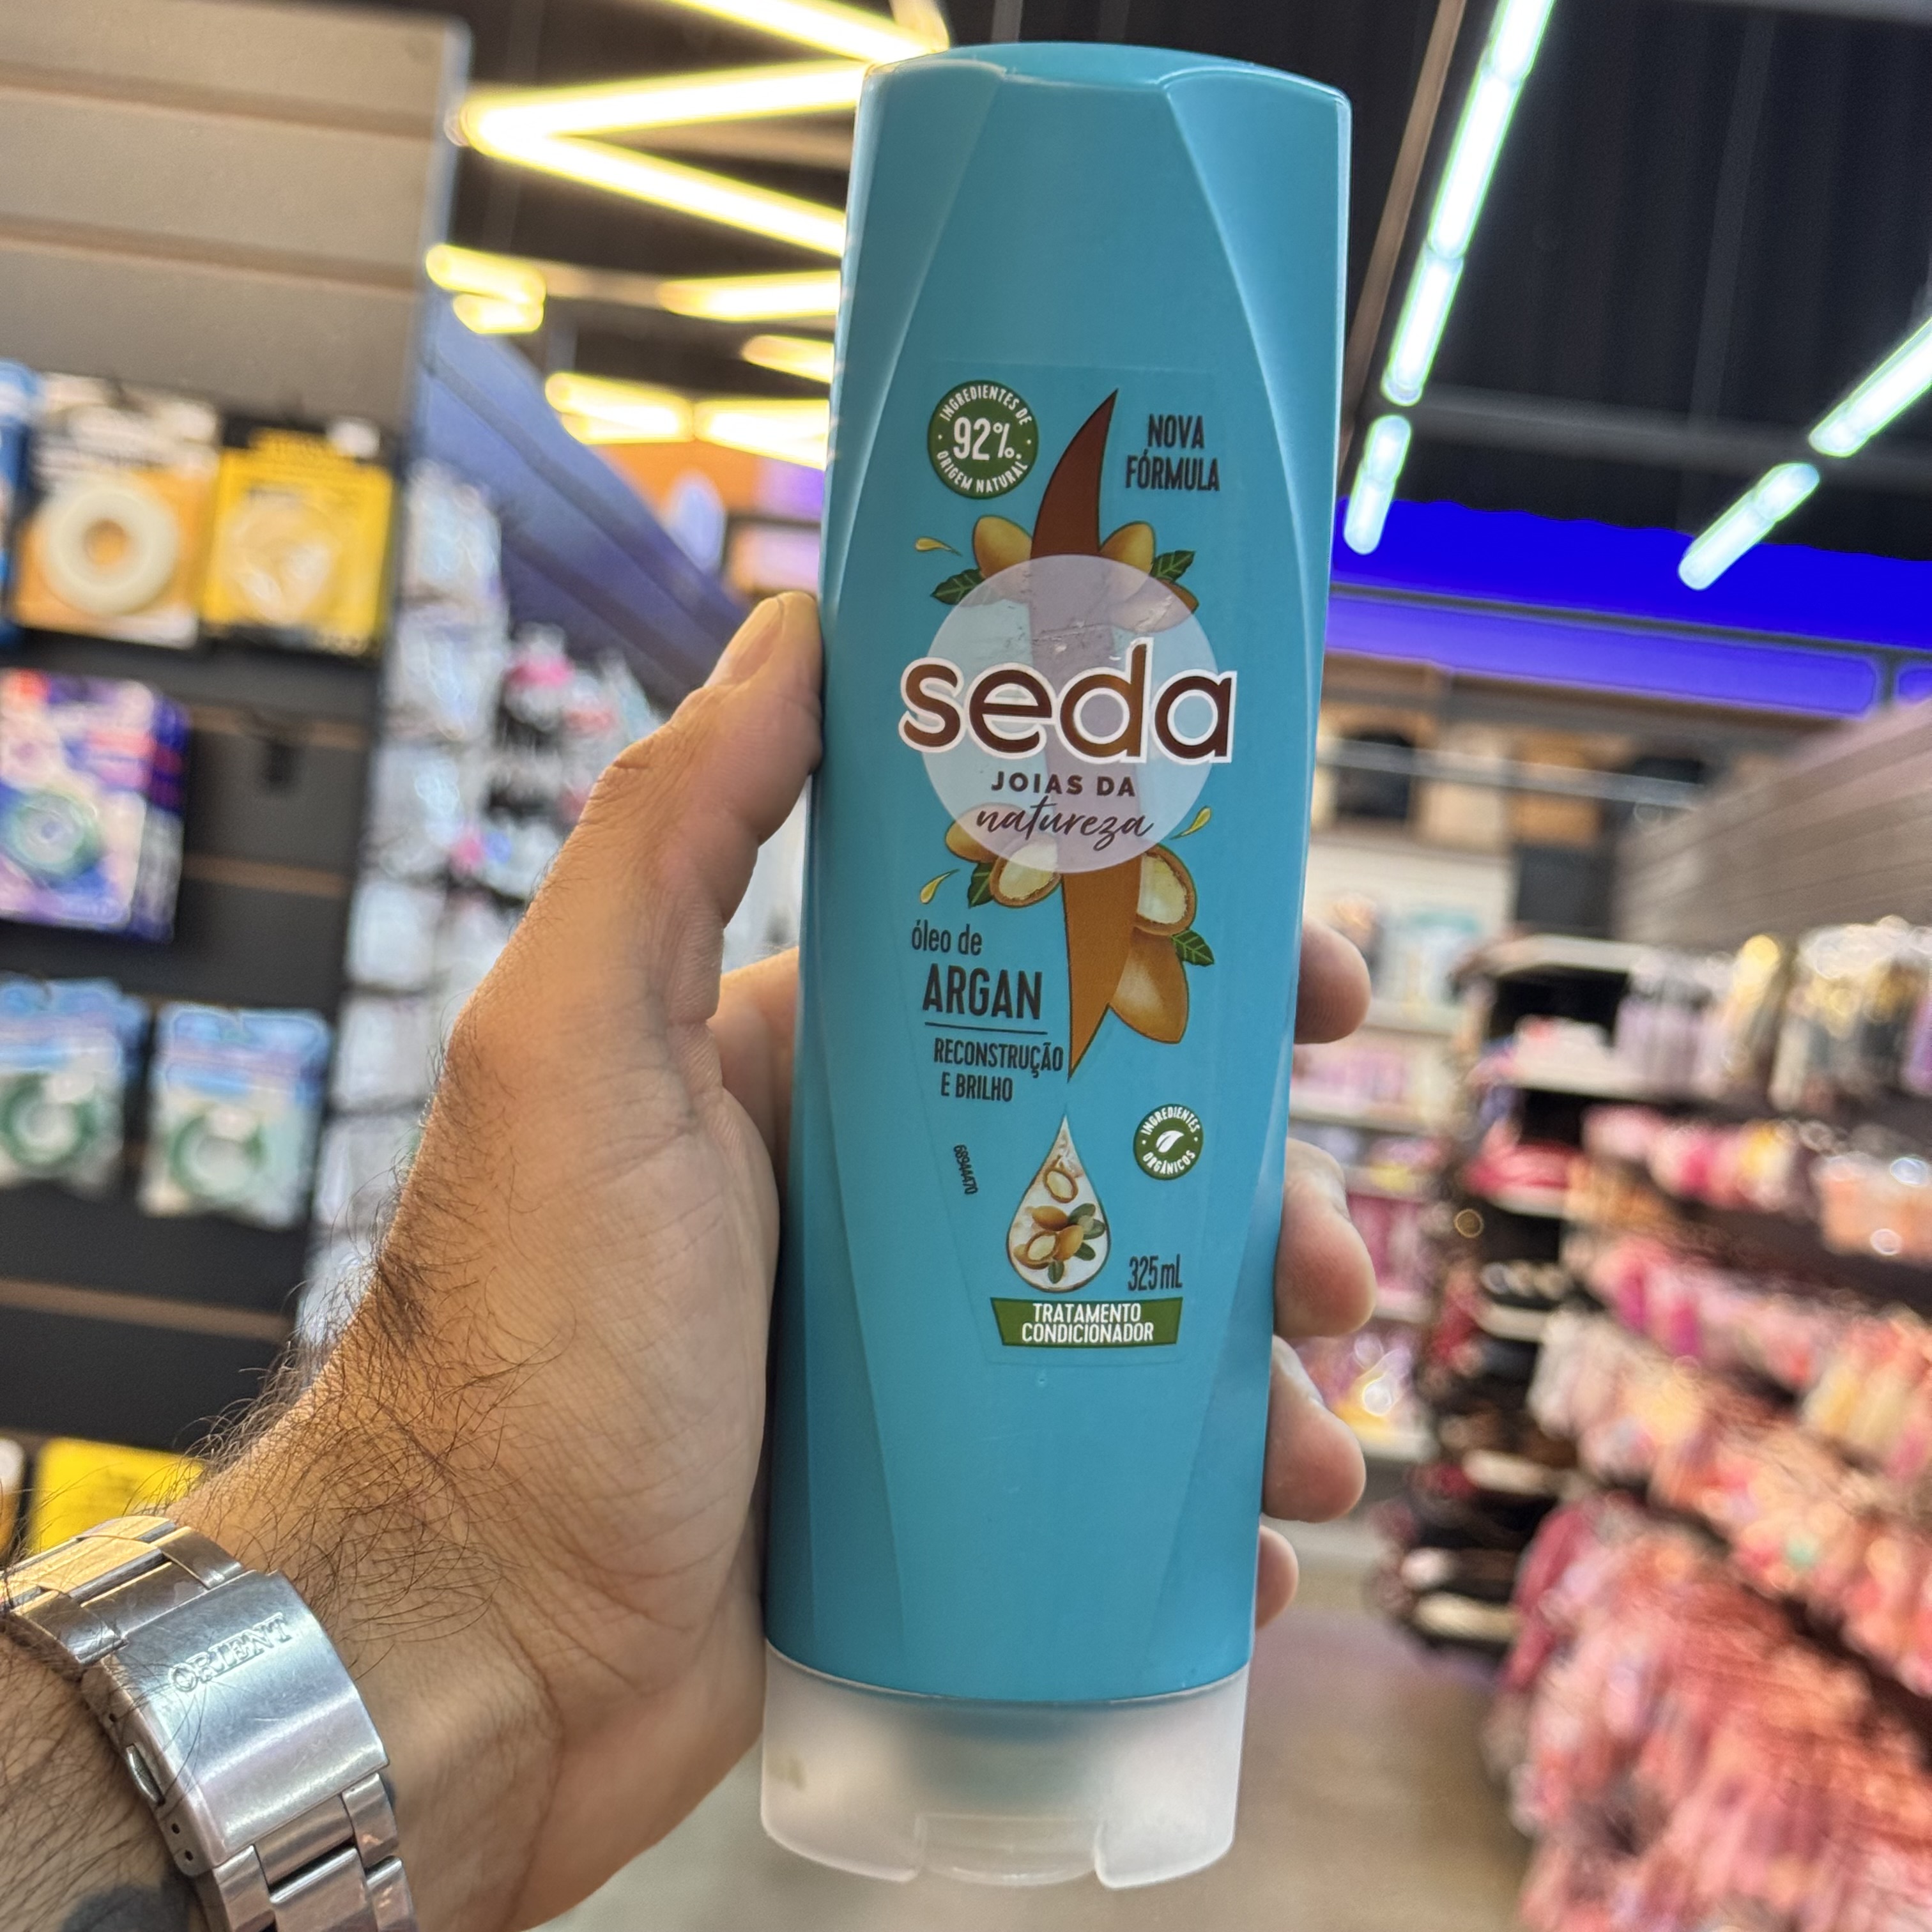 INGREDIENTES DE
92%
ORIGEM NATURAL*
NOVA
FÓRMULA
seda
JOIAS DA
natureza
óleo de
ARGAN
RECONSTRUÇÃO
E BRILHO
68944470
INGREDIENTES
ORGÂNICOS
325mL
TRATAMENTO
CONDICIONADOR
ORIENT